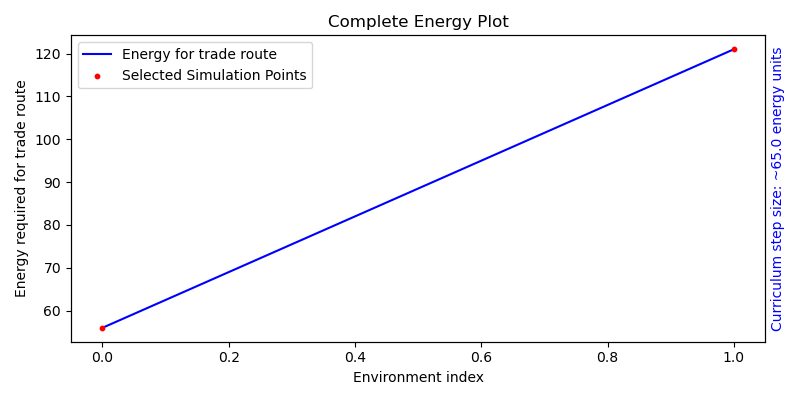 Complete Energy Plot
Energy for trade route
Selected Simulation Points
Energy required for trade route
120
110
100
90
80
70
60
0.0
0.2
0.4
0.6
0.8
1.0
Environment index
Curriculum step size: ~65.0 energy units